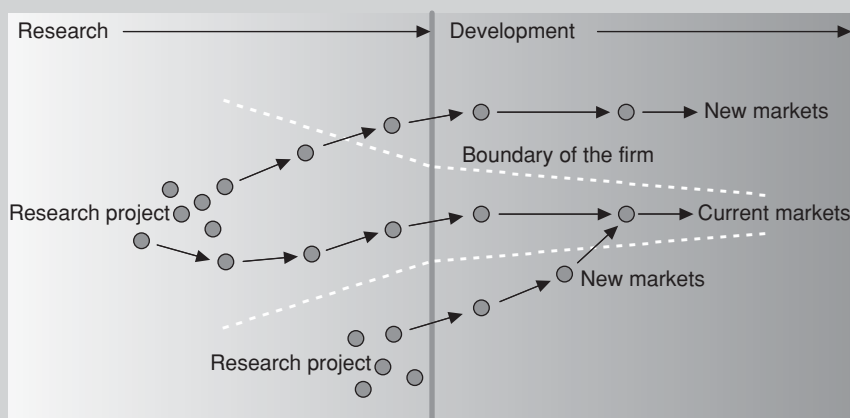 Research
Development
New markets
Boundary of the firm
Research project
Current markets
New markets
Research project